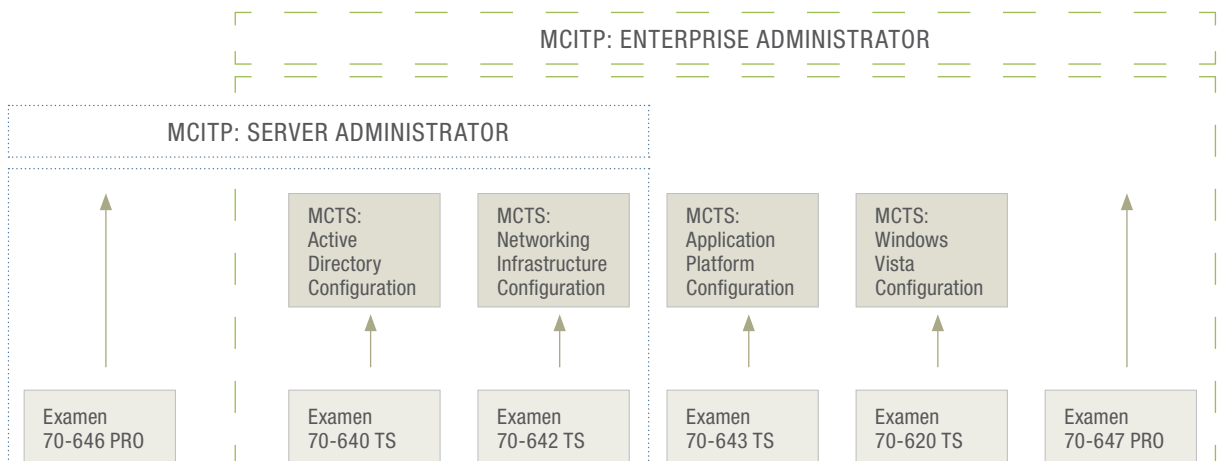 MCITP: ENTERPRISE ADMINISTRATOR
MCITP: SERVER ADMINISTRATOR
MCTS:
Active
Directory
Configuration
MCTS:
Networking
Infrastructure
Configuration
MCTS:
Application
Platform
Configuration
MCTS:
Windows
Vista
Configuration
Examen
70-646 PRO
Examen
70-640 TS
Examen
70-642 TS
Examen
70-643 TS
Examen
70-620 TS
Examen
70-647 PRO